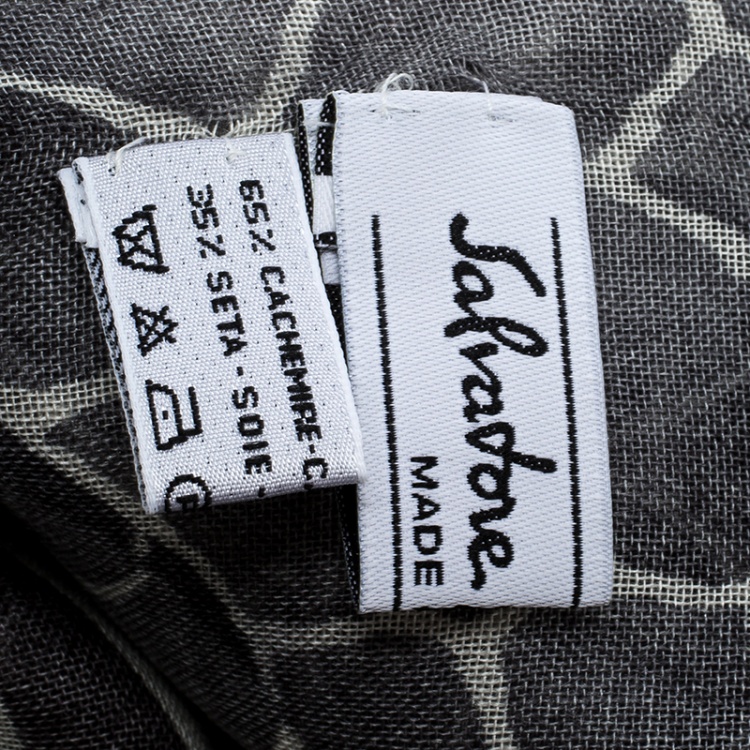 65% CACHEMIRE-C
35% SETA-SOIE-
P
Salvatore
MADE